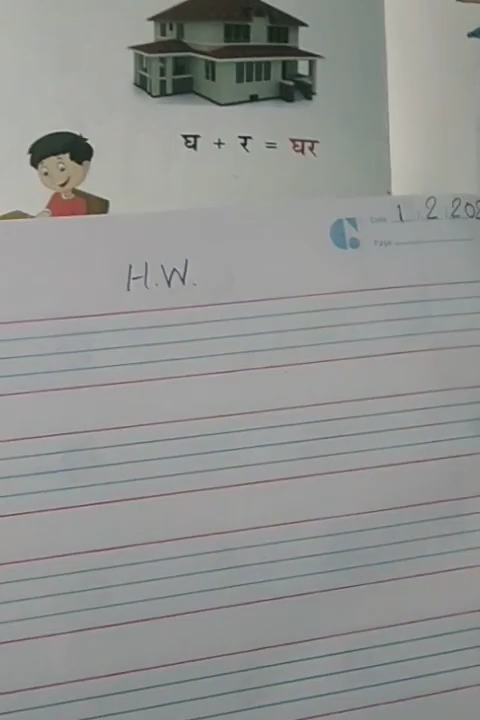 घ + र = घर
Date 1 2 202
Page
H.W.